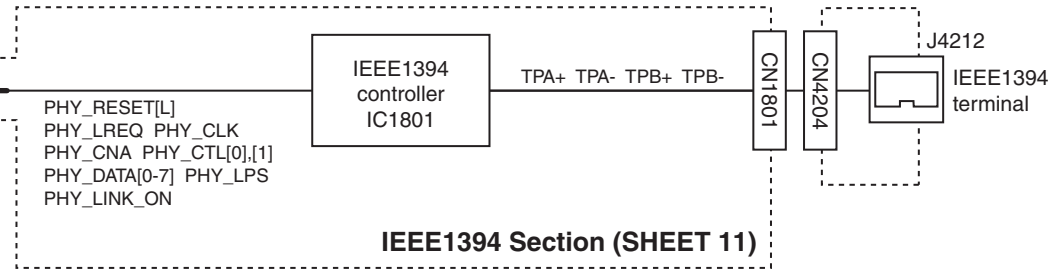 J4212
IEEE1394
controller
IC1801
TPA+ TPA- TPB+ TPB-
CN1801
CN4204
IEEE1394
terminal
PHY_RESET[L]
PHY_LREQ PHY_CLK
PHY_CNA PHY_CTL[0],[1]
PHY_DATA[0-7] PHY_LPS
PHY_LINK_ON
IEEE1394 Section (SHEET 11)